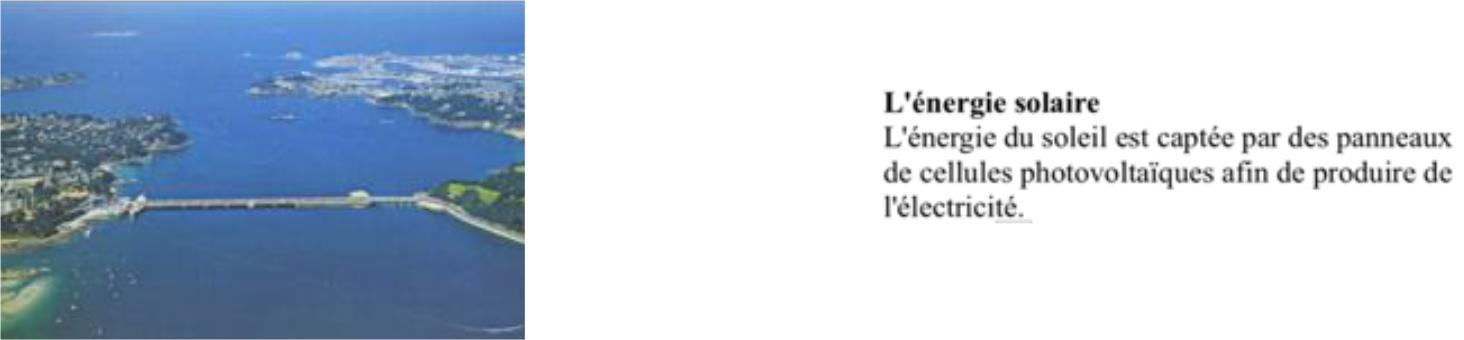 L'énergie solaire
L'énergie du soleil est captée par des panneaux
de cellules photovoltaïques afin de produire de
l'électricité.